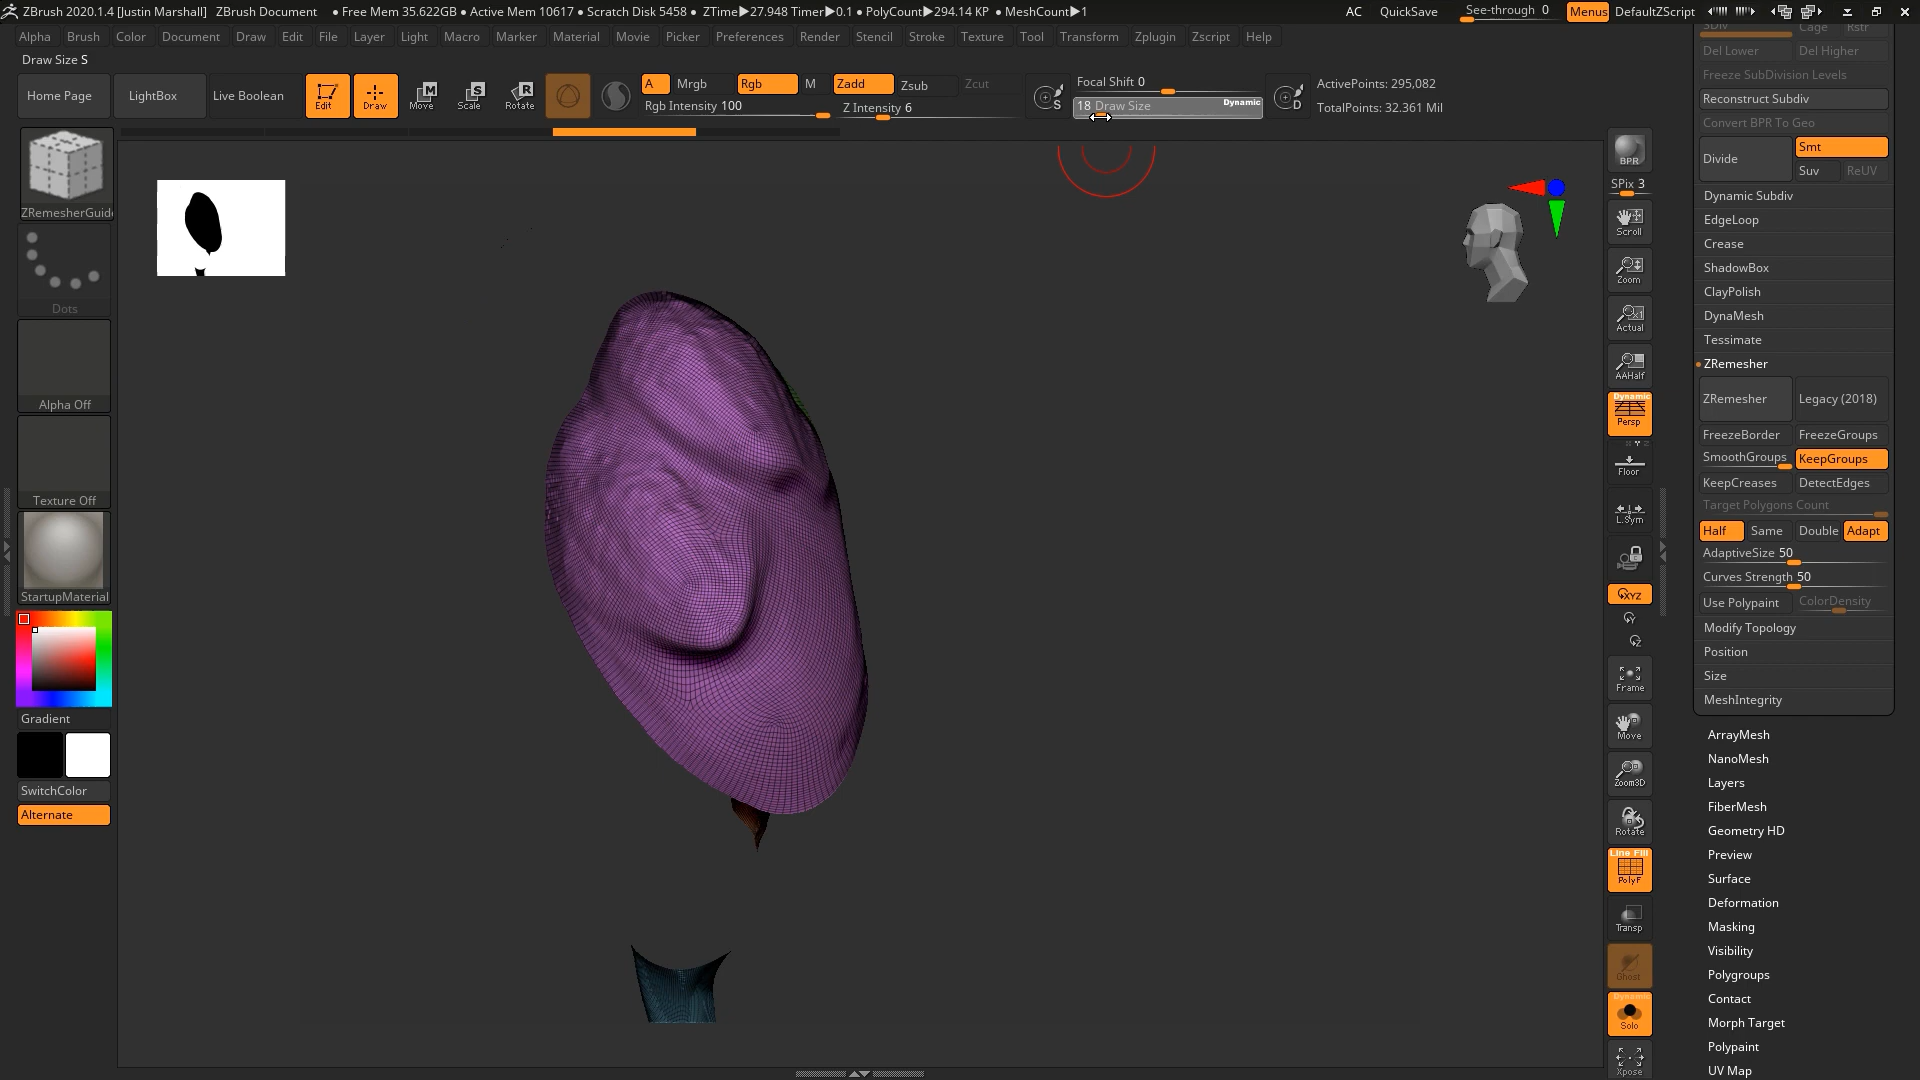 ZBrush 2020.1.4 [Justin Marshall] ZBrush Document • Free Mem 35.622GB • Active Mem 10617 • Scratch Disk 5458 • ZTime▶27.948 Timer▶0.1 • PolyCount▶294.14 KP • MeshCount▶1 AC QuickSave See-through 0 Menus DefaultZScript
Alpha Brush Color Document Draw Edit File Layer Light Macro Marker Material Movie Picker Preferences Render Stencil Stroke Texture Tool Transform Zplugin Zscript Help
Draw Size S
Home Page LightBox Live Boolean Edit Draw Move Scale Rotate
A Mrgb Rgb M Zadd Zsub Zcut
Rgb Intensity 100 Z Intensity 6
Focal Shift 0
18 Draw Size Dynamic
S
D
ActivePoints: 295,082
TotalPoints: 32.361 Mil
ZRemesherGuid
Dots
Alpha Off
Texture Off
StartupMaterial
Gradient
SwitchColor
Alternate
BPR
SPix 3
Scroll
Zoom
Actual
AAHalf
Dynamic
Persp
Floor
L.Sym
XYZ
Y
Z
Frame
Move
Zoom3D
Rotate
Line Fill
PolyF
Transp
Ghost
Dynamic
Solo
Xpose
SDiv Cage Rstr
Del Lower Del Higher
Freeze SubDivision Levels
Reconstruct Subdiv
Convert BPR To Geo
Divide Smt
Suv ReUV
Dynamic Subdiv
EdgeLoop
Crease
ShadowBox
ClayPolish
DynaMesh
Tessimate
ZRemesher
ZRemesher Legacy (2018)
FreezeBorder FreezeGroups
SmoothGroups KeepGroups
KeepCreases DetectEdges
Target Polygons Count
Half Same Double Adapt
AdaptiveSize 50
Curves Strength 50
Use Polypaint ColorDensity
Modify Topology
Position
Size
MeshIntegrity
ArrayMesh
NanoMesh
Layers
FiberMesh
Geometry HD
Preview
Surface
Deformation
Masking
Visibility
Polygroups
Contact
Morph Target
Polypaint
UV Map